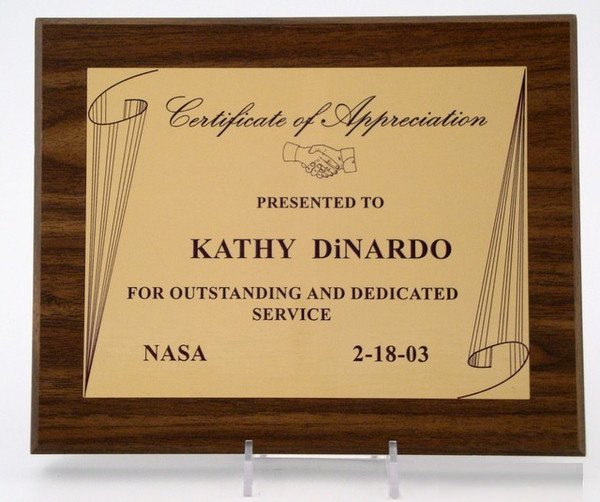 Certificate of Appreciation
PRESENTED TO
KATHY DiNARDO
FOR OUTSTANDING AND DEDICATED
SERVICE
NASA 2-18-03